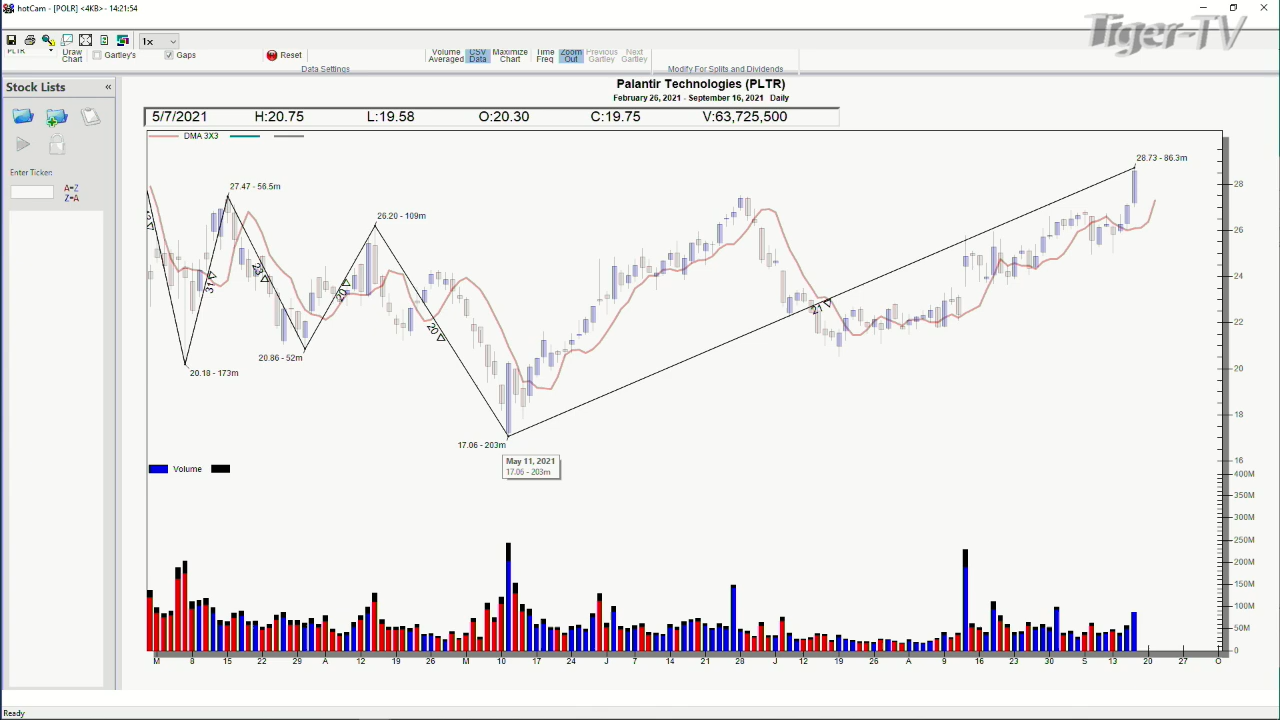 hotCam - [POLR] <4KB> - 14:21:54
Tiger-TV
1x
PLTR
Draw Chart
Gartley's
Gaps
Reset
Volume Averaged
CSV Data
Maximize Chart
Time Freq
Zoom Out
Previous Gartley
Next Gartley
Data Settings
Modify For Splits and Dividends
Stock Lists «
Enter Ticker:
A=Z
Z=A
Palantir Technologies (PLTR)
February 26, 2021 - September 16, 2021 Daily
5/7/2021 H:20.75 L:19.58 O:20.30 C:19.75 V:63,725,500
DMA 3X3
28.73 - 86.3m
27.47 - 56.5m
26.20 - 109m
20.86 - 52m
20.18 - 173m
17.06 - 203m
May 11, 2021
17.06 - 203m
20
20
21
28
26
24
22
20
18
16
Volume
400M
350M
300M
250M
200M
150M
100M
50M
0
M 8 15 22 29 A 12 19 26 M 10 17 24 J 7 14 21 28 J 12 19 26 A 9 16 23 30 S 13 20 27 O
Ready